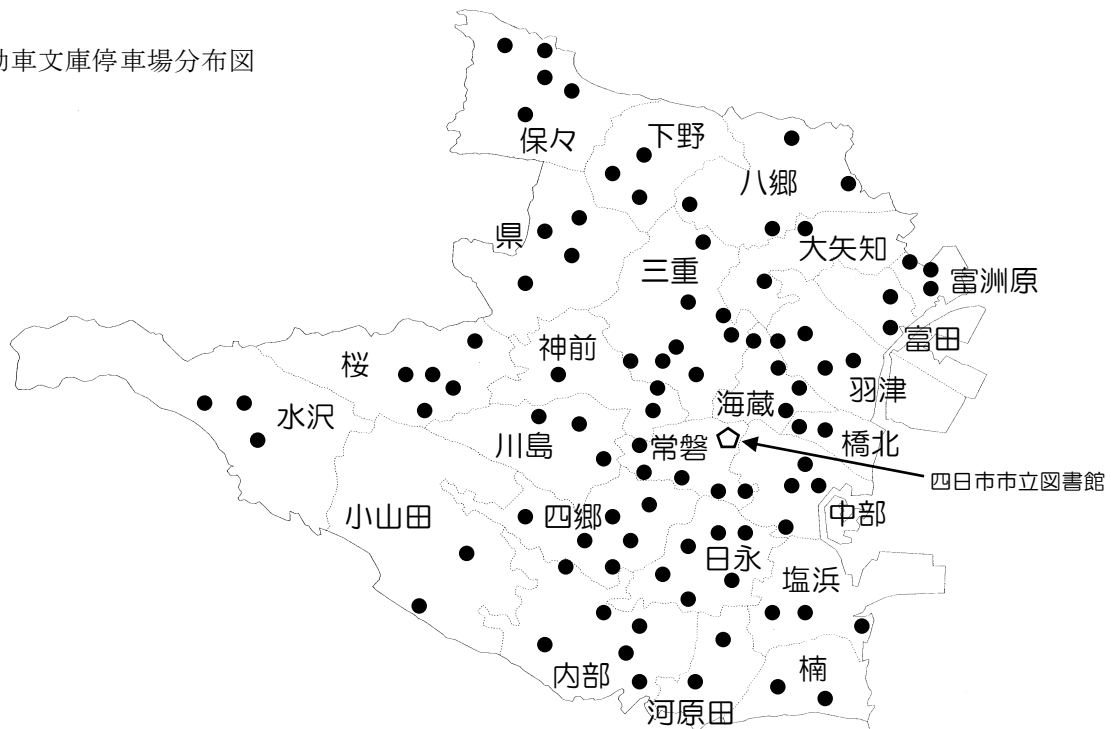 動車文庫停車場分布図
保々
下野
八郷
県
大矢知
三重
富洲原
富田
桜
神前
羽津
水沢
海蔵
川島
常磐
橋北
四日市市立図書館
小山田
四郷
中部
日永
塩浜
内部
楠
河原田